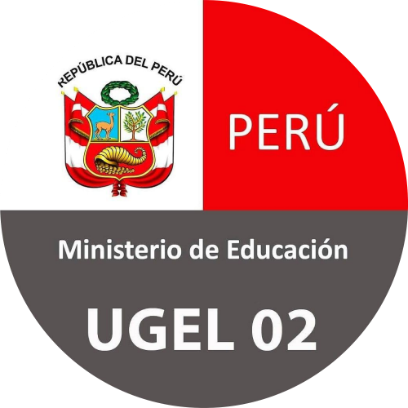 REPÚBLICA DEL PERÚ
PERÚ
Ministerio de Educación
UGEL 02